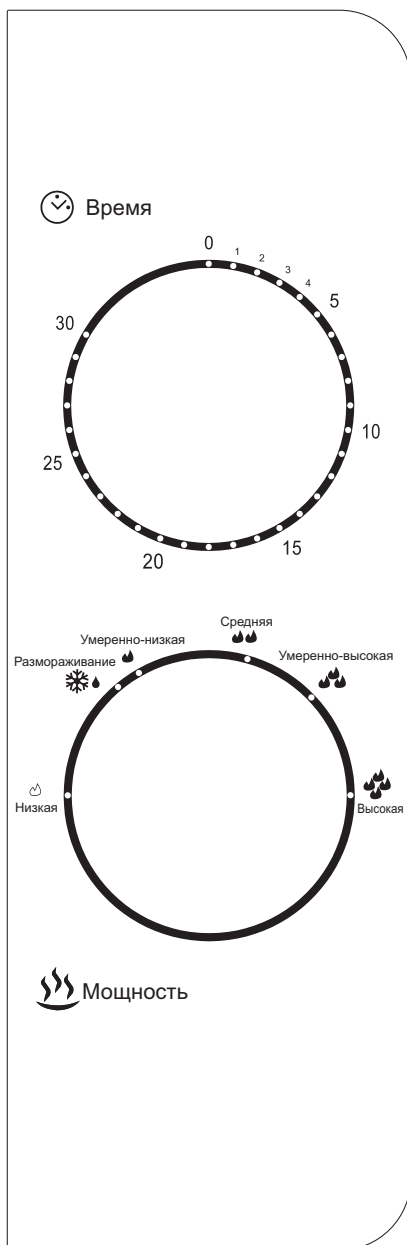 Время
0
1
2
3
4
5
30
10
25
15
20
Средняя
Умеренно-низкая
Умеренно-высокая
Размораживание
Низкая
Высокая
Мощность